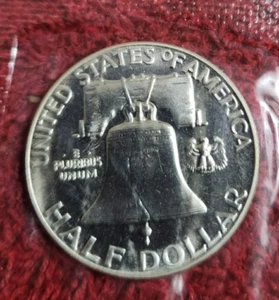 UNITED STATES OF AMERICA
E
PLURIBUS
UNUM
HALF DOLLAR